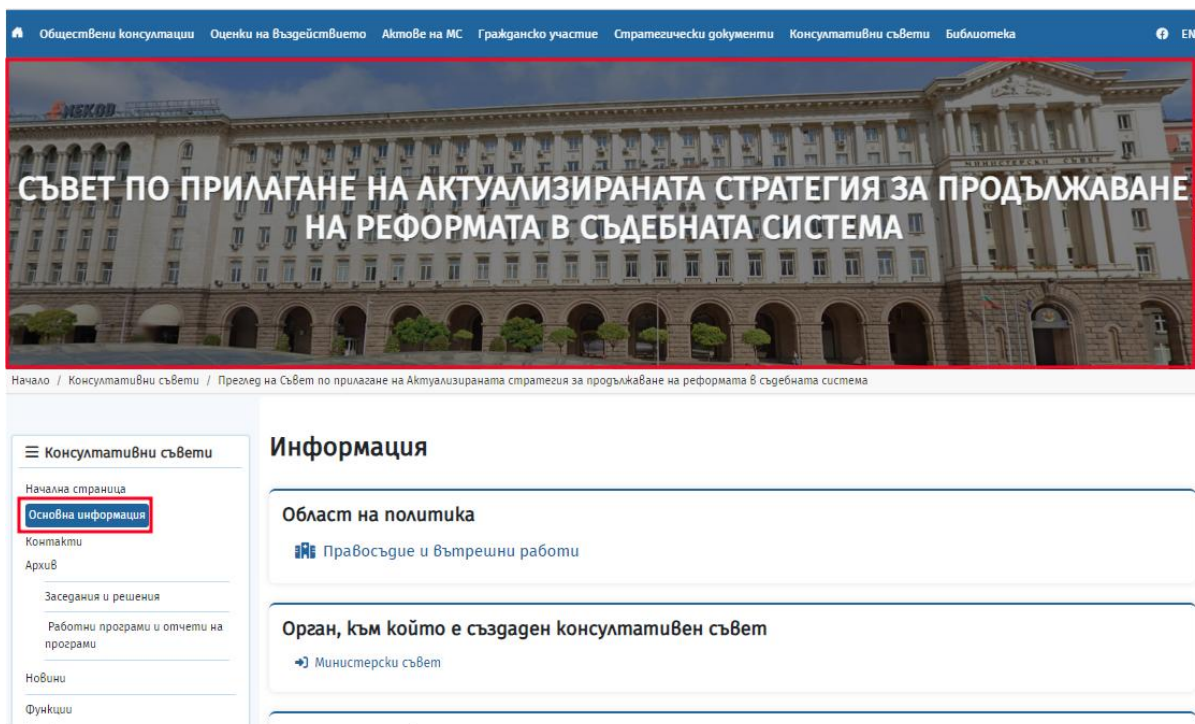 Обществени консултации Оценки на въздействието Актове на МС Гражданско участие Стратегически документи Консултативни съвети Библиотека EN
НЕКОВ
МИНИСТЕРСКИ СЪВЕТ
СЪВЕТ ПО ПРИЛАГАНЕ НА АКТУАЛИЗИРАНАТА СТРАТЕГИЯ ЗА ПРОДЪЛЖАВАНЕ
НА РЕФОРМАТА В СЪДЕБНАТА СИСТЕМА
Начало / Консултативни съвети / Преглед на Съвет по прилагане на Актуализираната стратегия за продължаване на реформата в съдебната система
Консултативни съвети
Начална страница
Основна информация
Контакти
Архив
Заседания и решения
Работни програми и отчети на
програми
Новини
Функции
Информация
Област на политика
Правосъдие и вътрешни работи
Орган, към който е създаден консултативен съвет
Министерски съвет